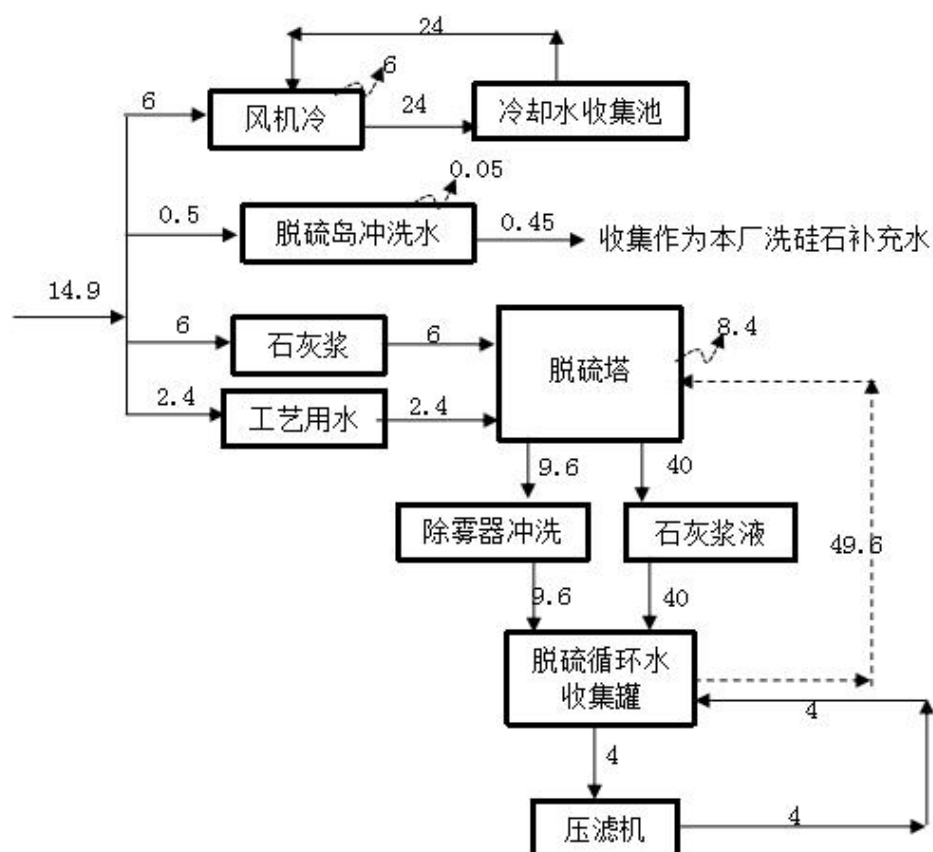 24
6
6
风机冷
24
冷却水收集池
0.05
0.5
脱硫岛冲洗水
0.45
收集作为本厂洗硅石补充水
14.9
6
石灰浆
6
脱硫塔
8.4
2.4
工艺用水
2.4
9.6
40
除雾器冲洗
石灰浆液
49.6
9.6
40
脱硫循环水
收集罐
4
4
压滤机
4